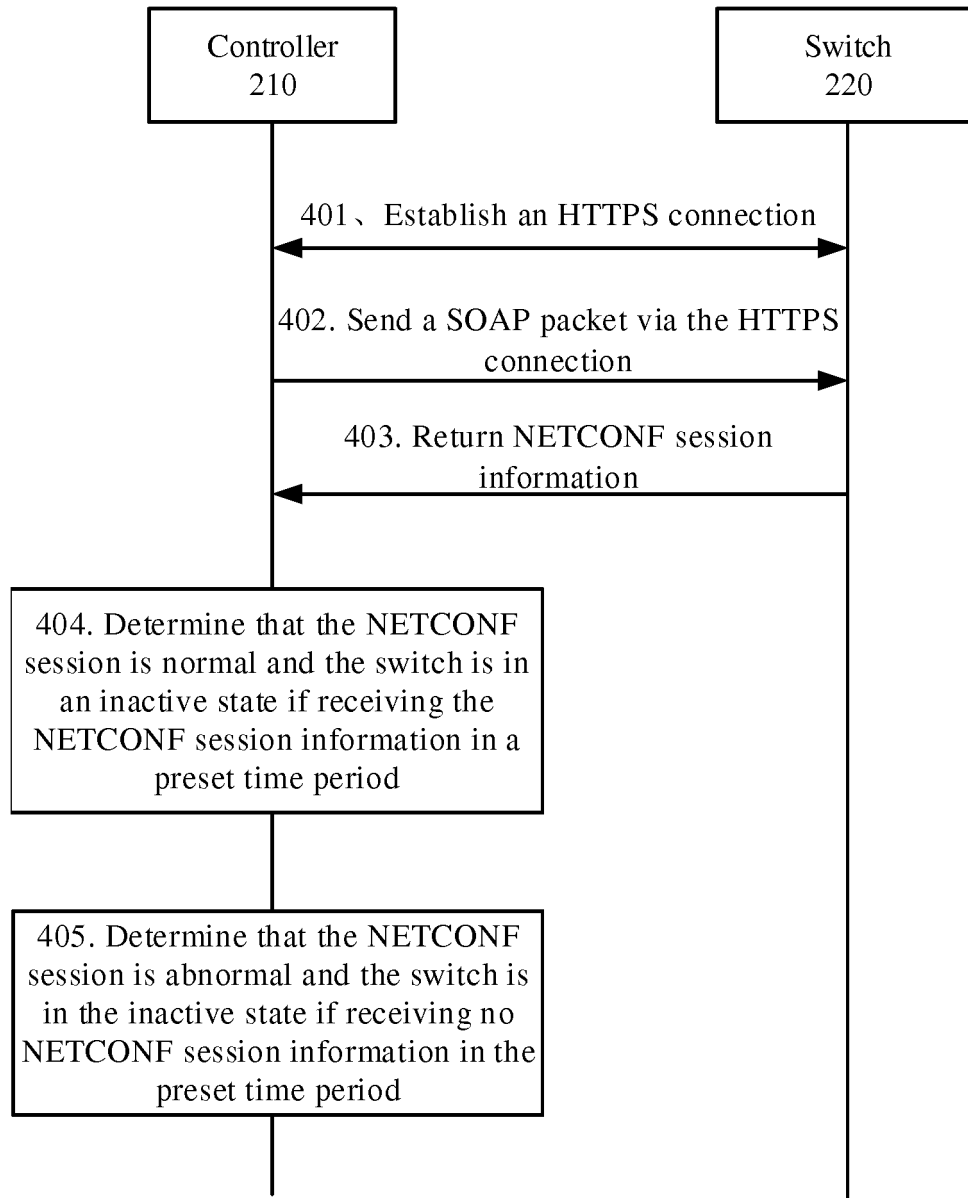 Controller
210
Switch
220
401、Establish an HTTPS connection
402. Send a SOAP packet via the HTTPS
connection
403. Return NETCONF session
information
404. Determine that the NETCONF
session is normal and the switch is in
an inactive state if receiving the
NETCONF session information in a
preset time period
405. Determine that the NETCONF
session is abnormal and the switch is
in the inactive state if receiving no
NETCONF session information in the
preset time period